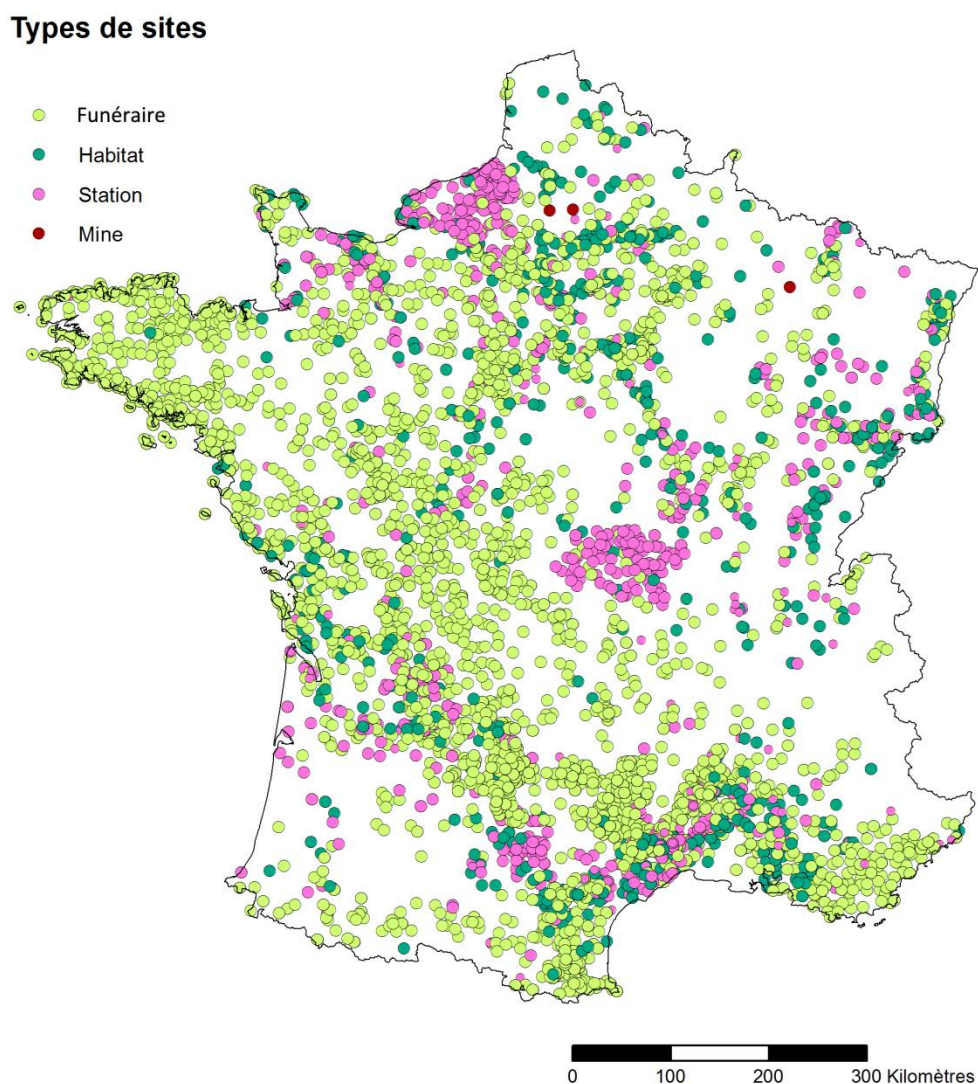 Types de sites
Funéraire
Habitat
Station
Mine
0 100 200 300 Kilomètres